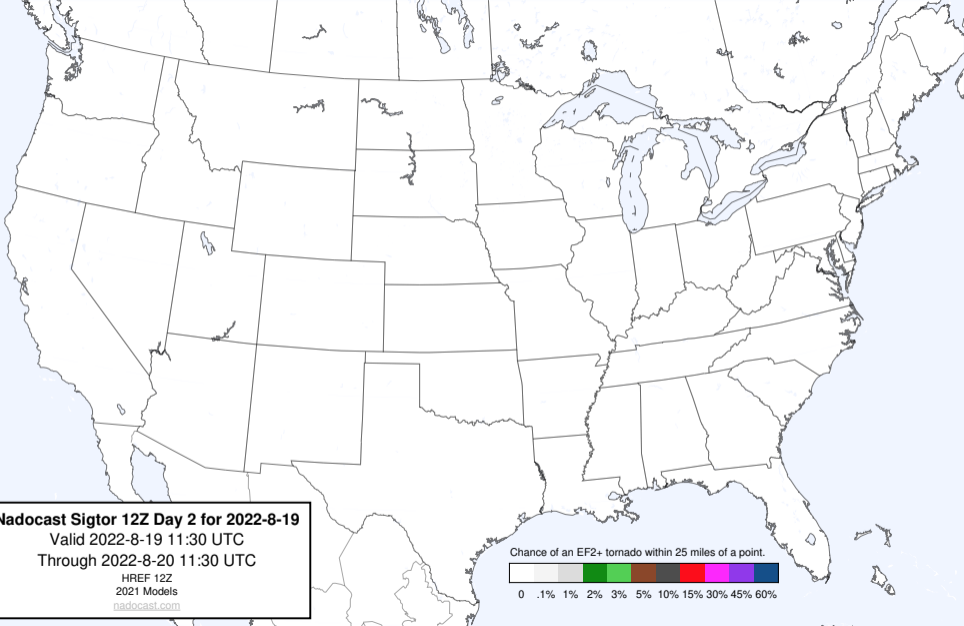 Nadocast Sigtor 12Z Day 2 for 2022-8-19
Valid 2022-8-19 11:30 UTC
Through 2022-8-20 11:30 UTC
HREF 12Z
2021 Models
nadocast.com
Chance of an EF2+ tornado within 25 miles of a point.
0 .1% 1% 2% 3% 5% 10% 15% 30% 45% 60%